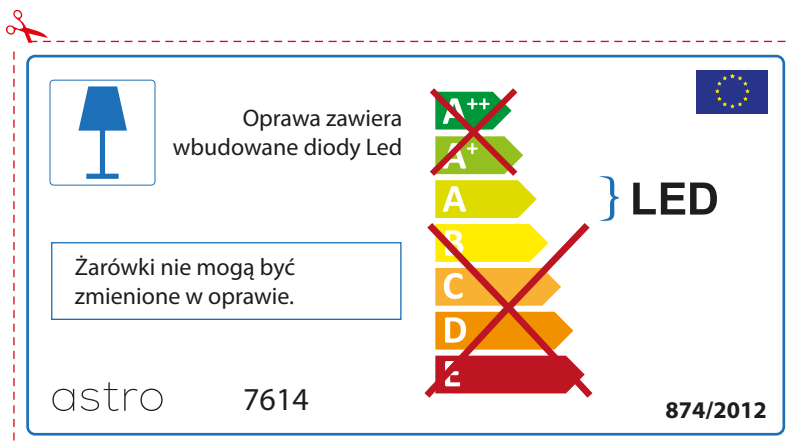 Oprawa zawiera
wbudowane diody Led
A++
A+
A
B
C
D
E
LED
Żarówki nie mogą być
zmienione w oprawie.
astro
7614
874/2012